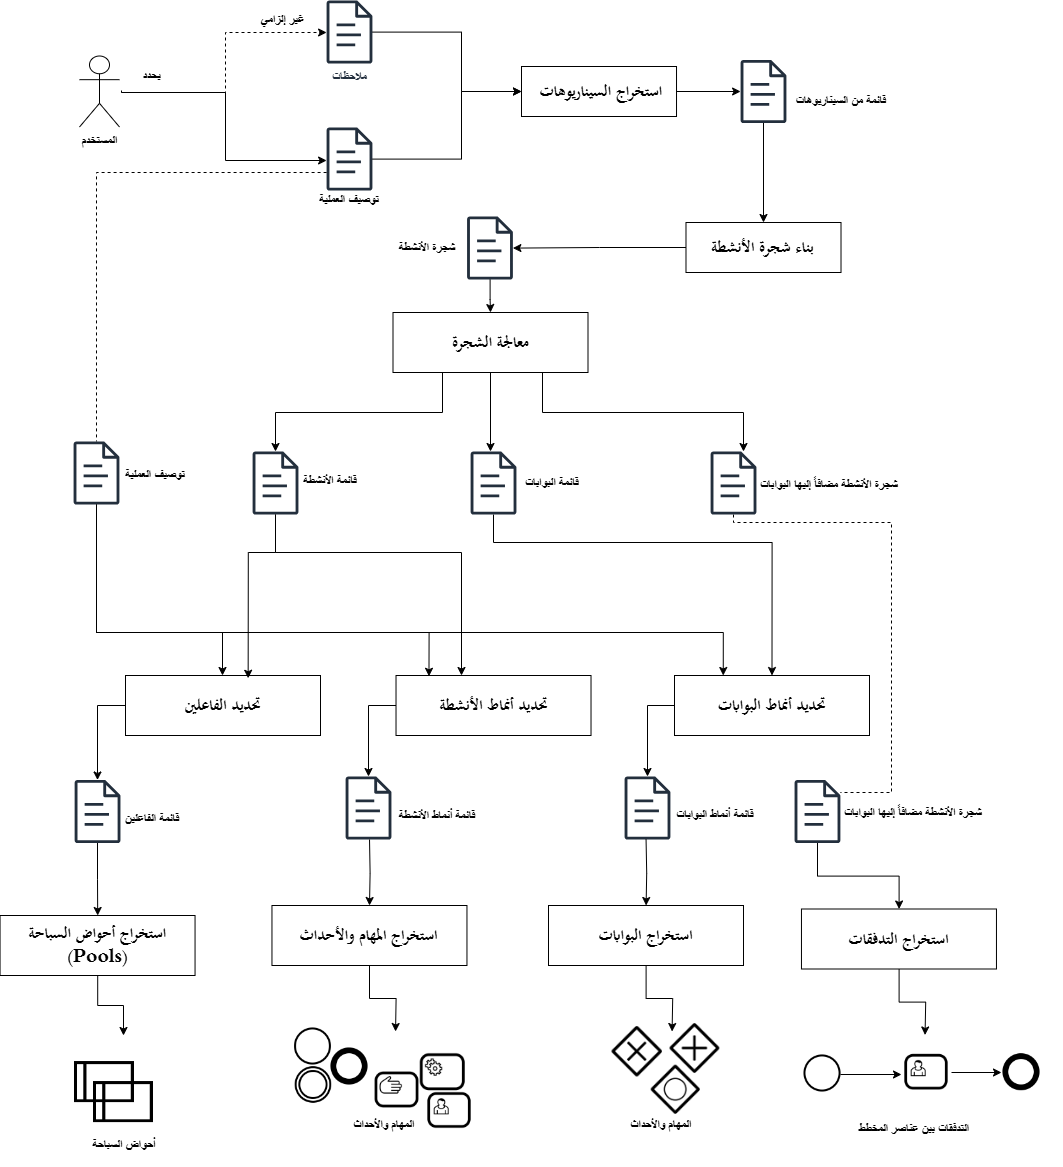 غير إلزامي
يحدد
ملاحظات
المستخدم
توصيف العملية
استخراج السيناريوهات
قائمة من السيناريوهات
بناء شجرة الأنشطة
شجرة الأنشطة
معالجة الشجرة
توصيف العملية
قائمة الأنشطة
قائمة البوابات
شجرة الأنشطة مضافاً إليها البوابات
تحديد الفاعلين
تحديد أنماط الأنشطة
تحديد أنماط البوابات
قائمة الفاعلين
قائمة أنماط الأنشطة
قائمة أنماط البوابات
شجرة الأنشطة مضافاً إليها البوابات
استخراج أحواض السباحة
(Pools)
استخراج المهام والأحداث
استخراج البوابات
استخراج التدفقات
أحواض السباحة
المهام والأحداث
المهام والأحداث
التدفقات بين عناصر المخطط